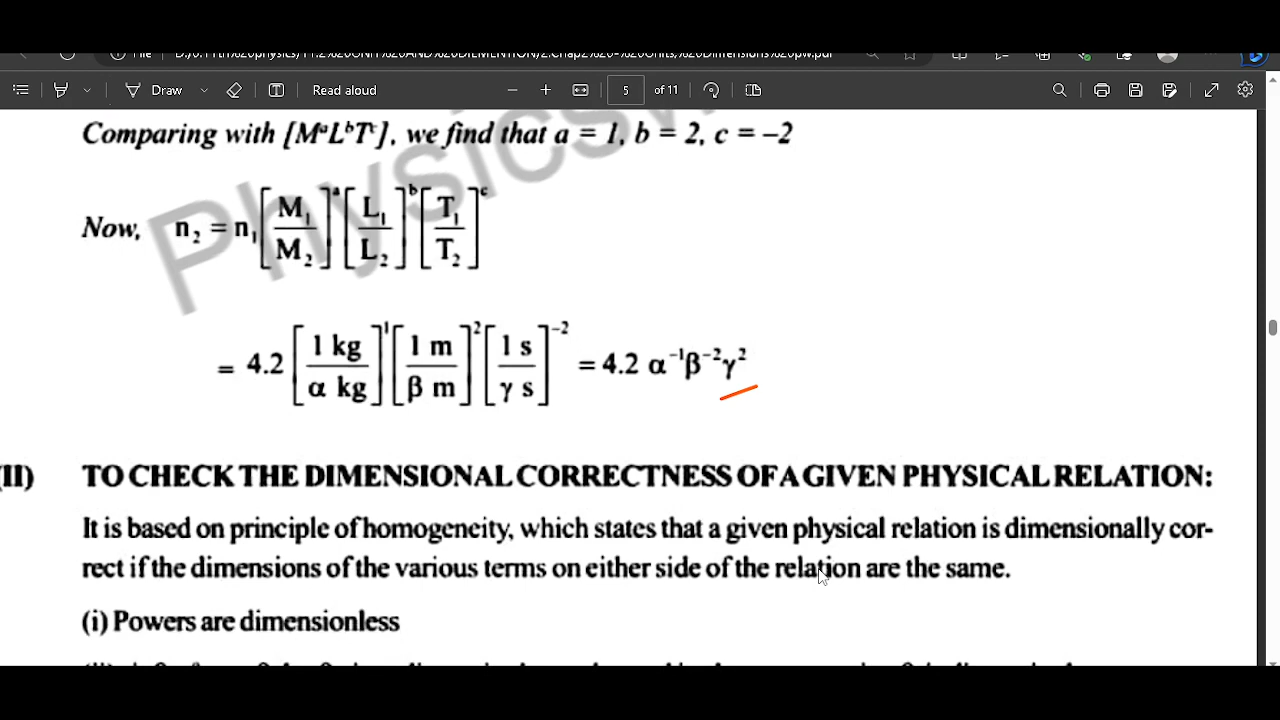 Draw
Read aloud
5 of 11
Comparing with [MᵃLᵇTᶜ], we find that a = 1, b = 2, c = –2
Now, n₂ = n₁ [M₁/M₂]ᵃ [L₁/L₂]ᵇ [T₁/T₂]ᶜ
= 4.2 [1 kg/α kg]¹ [1 m/β m]² [1 s/γ s]⁻² = 4.2 α⁻¹β⁻²γ²
(II) TO CHECK THE DIMENSIONAL CORRECTNESS OF A GIVEN PHYSICAL RELATION:
It is based on principle of homogeneity, which states that a given physical relation is dimensionally cor-
rect if the dimensions of the various terms on either side of the relation are the same.
(i) Powers are dimensionless
Physics